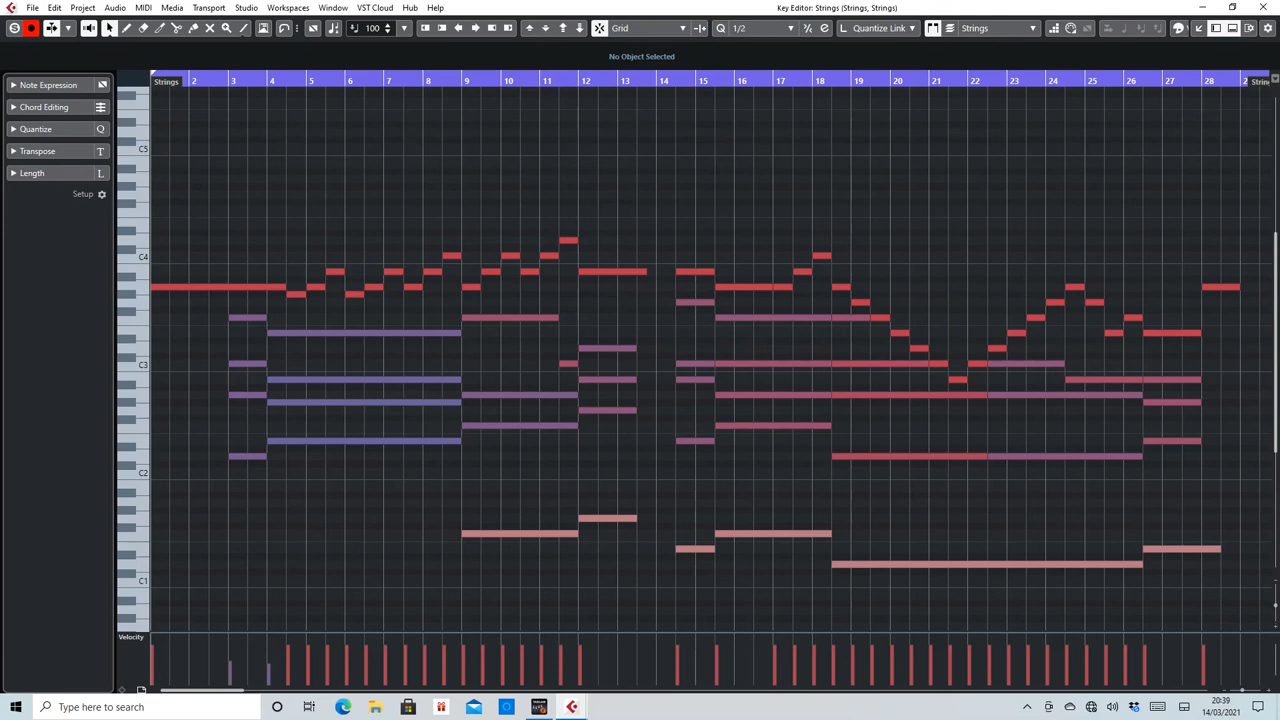 File Edit Project Audio MIDI Media Transport Studio Workspaces Window VST Cloud Hub Help
Key Editor: Strings (Strings, Strings)
100 Grid Q 1/2 L Quantize Link Strings
No Object Selected
Note Expression
Chord Editing
Quantize Q
Transpose T
Length L
Setup
Strings 2 3 4 5 6 7 8 9 10 11 12 13 14 15 16 17 18 19 20 21 22 23 24 25 26 27 28 2 Strin
C5
C4
C3
C2
C1
Velocity
Type here to search
20:39
14/03/2021